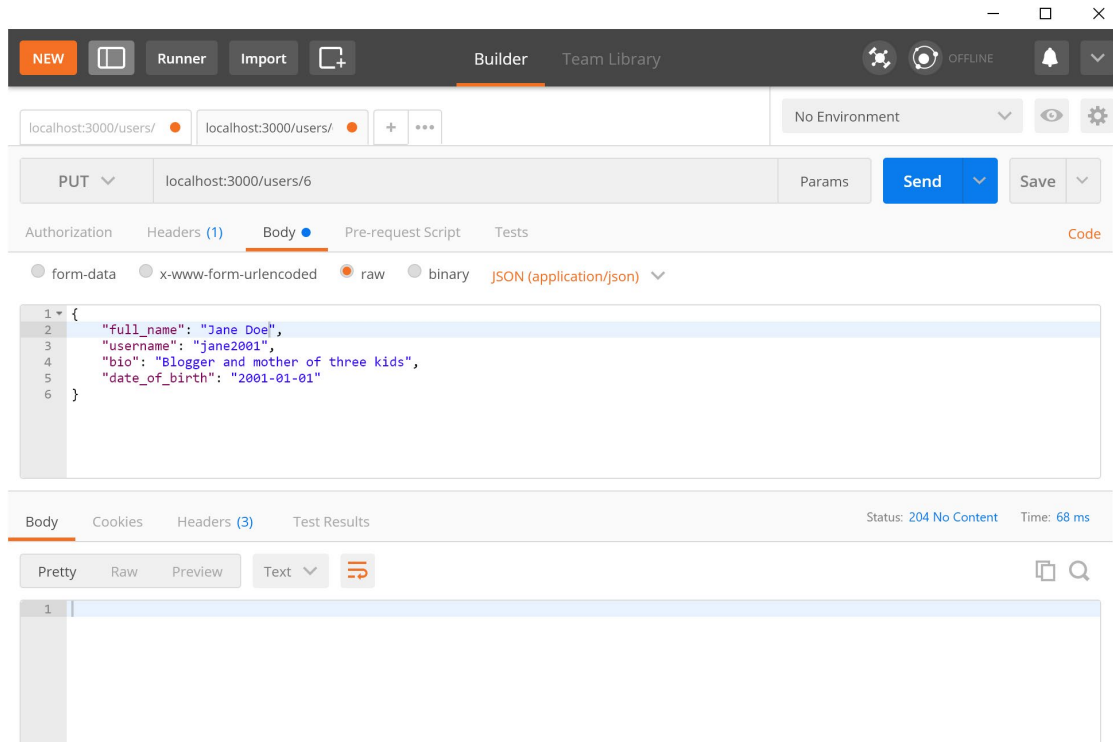 NEW Runner Import Builder Team Library OFFLINE
localhost:3000/users/ localhost:3000/users/ + ••• No Environment
PUT localhost:3000/users/6 Params Send Save
Authorization Headers (1) Body Pre-request Script Tests Code
form-data x-www-form-urlencoded raw binary JSON (application/json)
1 {
2 "full_name": "Jane Doe",
3 "username": "jane2001",
4 "bio": "Blogger and mother of three kids",
5 "date_of_birth": "2001-01-01"
6 }
Body Cookies Headers (3) Test Results Status: 204 No Content Time: 68 ms
Pretty Raw Preview Text
1